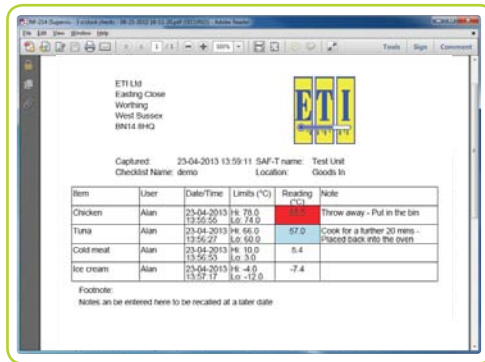 File Edit View Window Help
1 / 1
Tools Sign Comment
ETI Ltd
Easting Close
Worthing
West Sussex
BN14 8HQ
ETI
Captured: 23-04-2013 13:59:11 SAF-T name: Test Unit
Checklist Name: demo Location: Goods In
Item User Date/Time Limits (°C) Reading (°C) Note
Chicken Alan 23-04-2013 13:55:55 Hi: 78.0 Lo: 74.0 Throw away - Put in the bin
Tuna Alan 23-04-2013 13:56:27 Hi: 66.0 Lo: 60.0 57.0 Cook for a further 20 mins - Placed back into the oven
Cold meat Alan 23-04-2013 13:56:53 Hi: 10.0 Lo: 3.0 5.4
Ice cream Alan 23-04-2013 13:57:17 Hi: -4.0 Lo: -12.0 -7.4
Footnote:
Notes an be entered here to be recalled at a later date